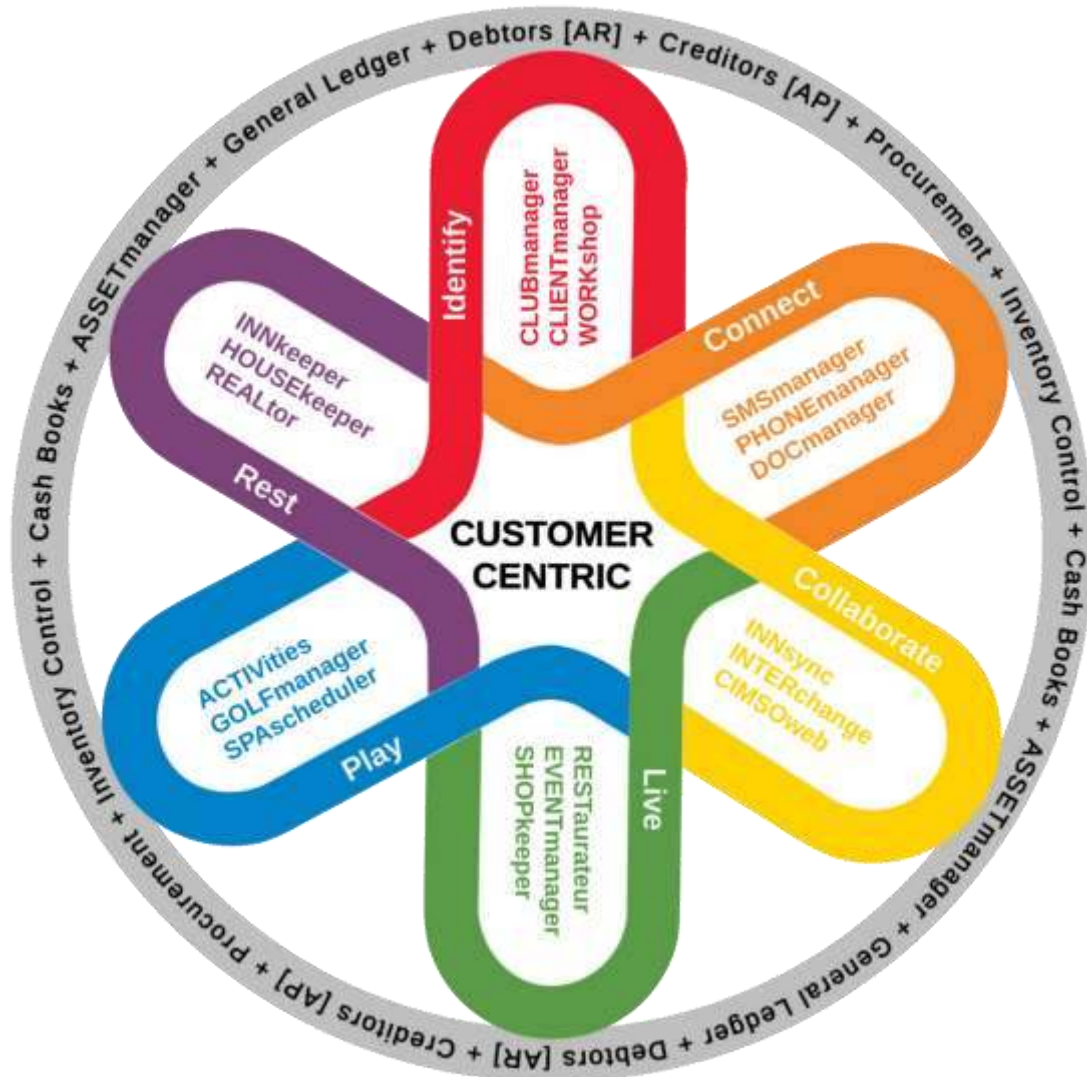 General Ledger + Debtors [AR] + Creditors [AP] + Procurement + Inventory Control + Cash Books + ASSETmanager + General Ledger + Debtors [AR] + Creditors [AP] + Procurement + Inventory Control + Cash Books + ASSETmanager +
Identify
CLUBmanager
CLIENTmanager
WORKshop
Connect
SMSmanager
PHONEmanager
DOCmanager
Collaborate
INNsync
INTERchange
CIMSOweb
Live
RESTaurateur
EVENTmanager
SHOPkeeper
Play
ACTIVities
GOLFmanager
SPAscheduler
Rest
INNkeeper
HOUSEkeeper
REALtor
CUSTOMER
CENTRIC